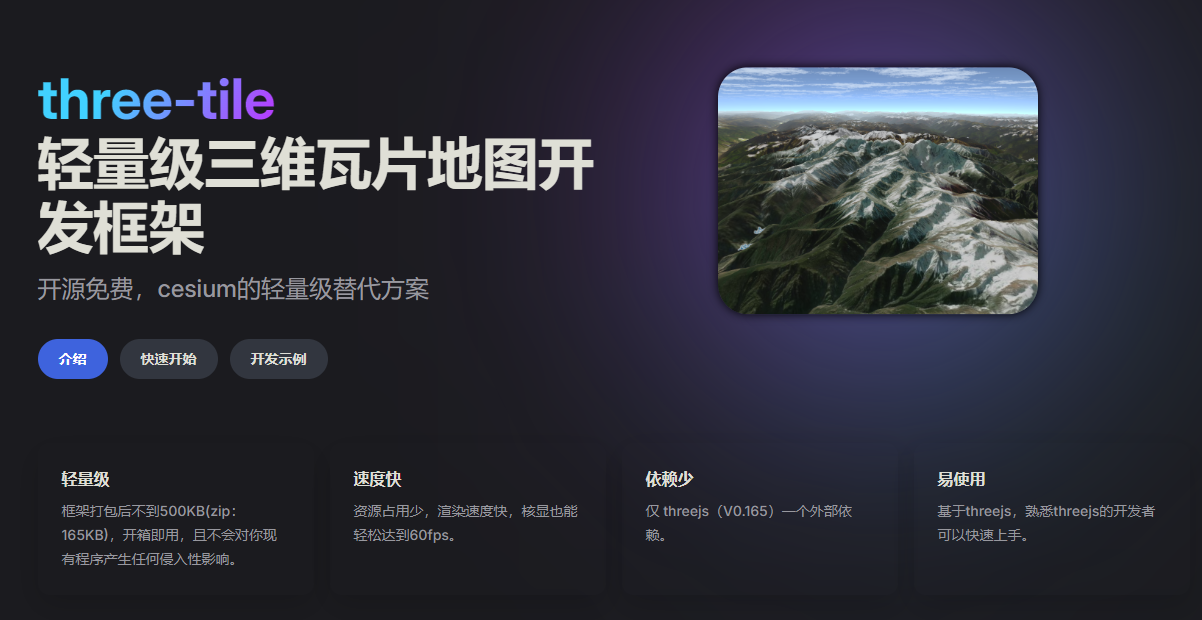 three-tile
轻量级三维瓦片地图开
发框架
开源免费，cesium的轻量级替代方案
介绍
快速开始
开发示例
轻量级
框架打包后不到500KB(zip：
165KB)，开箱即用，且不会对你现
有程序产生任何侵入性影响。
速度快
资源占用少，渲染速度快，核显也能
轻松达到60fps。
依赖少
仅 threejs（V0.165）一个外部依
赖。
易使用
基于threejs，熟悉threejs的开发者
可以快速上手。